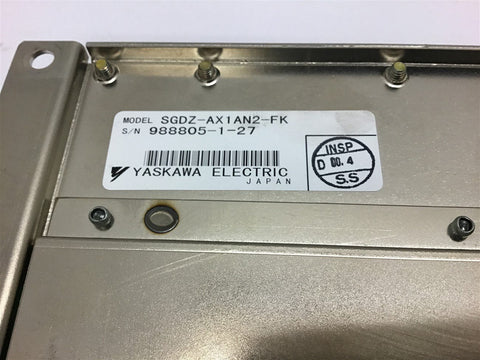 MODEL SGDZ-AX1AN2-FK
S/N 988805-1-27
YASKAWA ELECTRIC
JAPAN
INSP
D 00.4
S.S